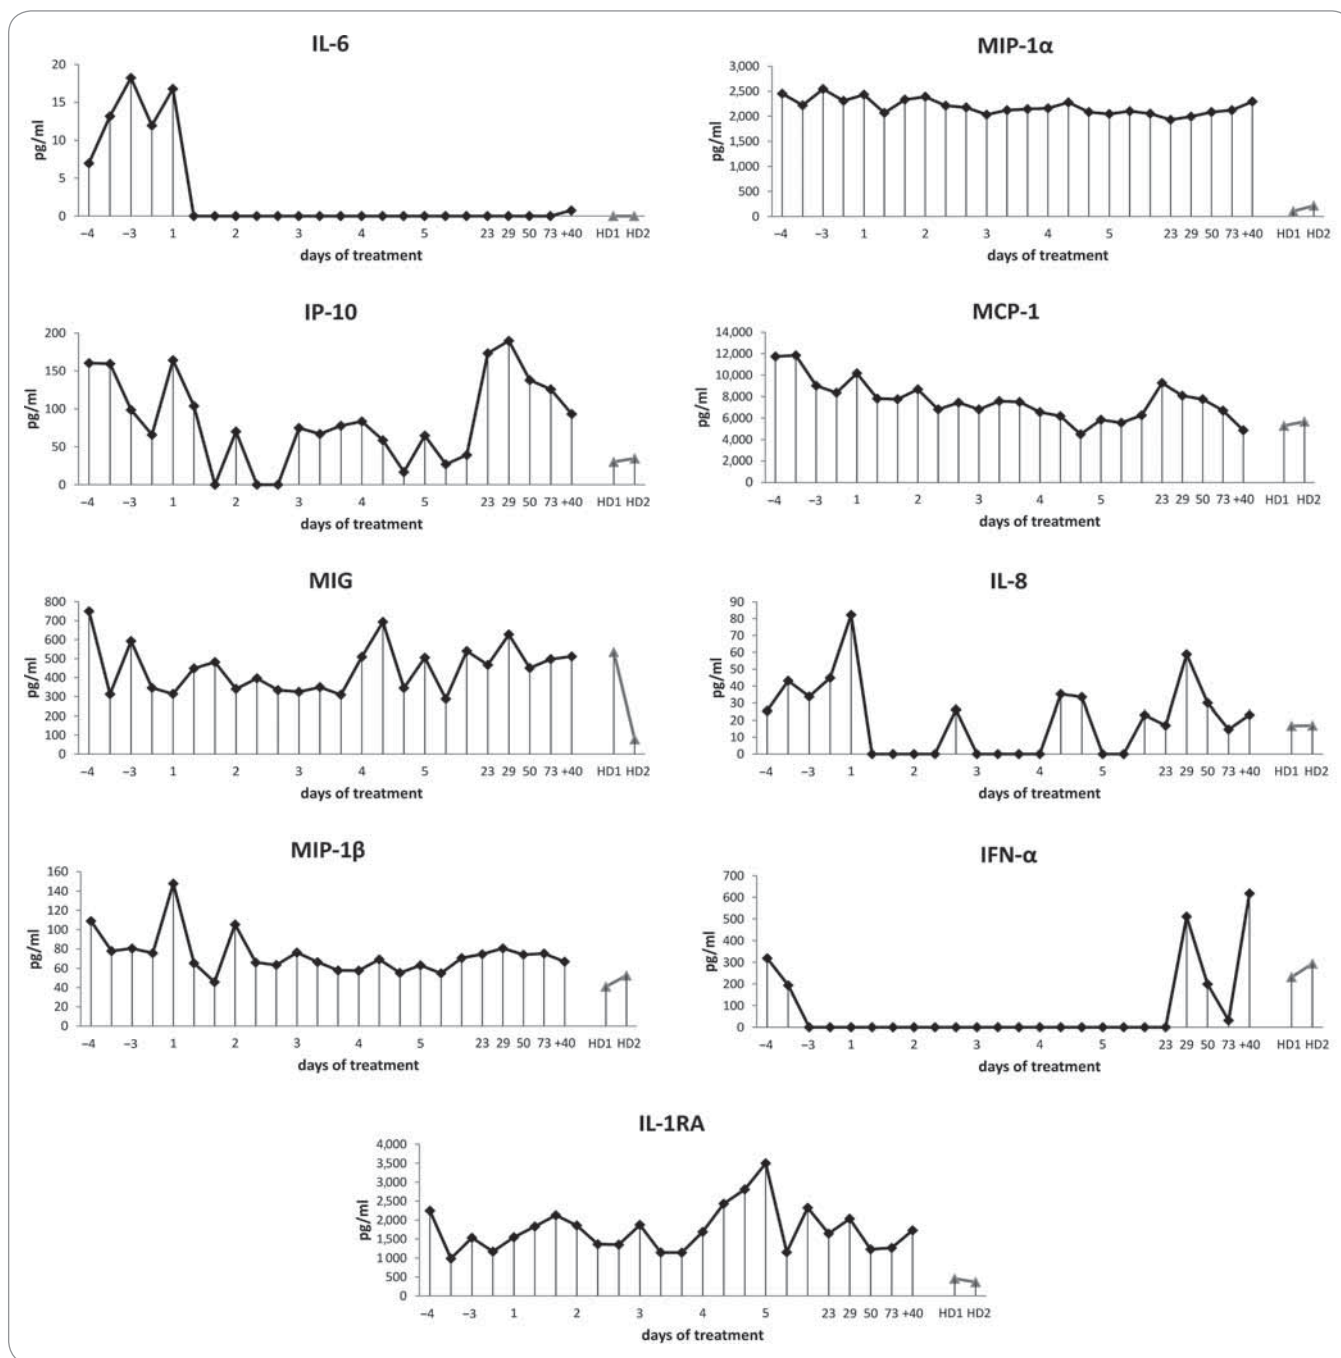 IL-6
20
15
10
5
0
pg/ml
−4 −3 1 2 3 4 5 23 29 50 73 +40 HD1 HD2
days of treatment
MIP-1α
3,000
2,500
2,000
1,500
1,000
500
0
pg/ml
−4 −3 1 2 3 4 5 23 29 50 73 +40 HD1 HD2
days of treatment
IP-10
200
150
100
50
0
pg/ml
−4 −3 1 2 3 4 5 23 29 50 73 +40 HD1 HD2
days of treatment
MCP-1
14,000
12,000
10,000
8,000
6,000
4,000
2,000
0
pg/ml
−4 −3 1 2 3 4 5 23 29 50 73 +40 HD1 HD2
days of treatment
MIG
800
700
600
500
400
300
200
100
0
pg/ml
−4 −3 1 2 3 4 5 23 29 50 73 +40 HD1 HD2
days of treatment
IL-8
90
80
70
60
50
40
30
20
10
0
pg/ml
−4 −3 1 2 3 4 5 23 29 50 73 +40 HD1 HD2
days of treatment
MIP-1β
160
140
120
100
80
60
40
20
0
pg/ml
−4 −3 1 2 3 4 5 23 29 50 73 +40 HD1 HD2
days of treatment
IFN-α
700
600
500
400
300
200
100
0
pg/ml
−4 −3 1 2 3 4 5 23 29 50 73 +40 HD1 HD2
days of treatment
IL-1RA
4,000
3,500
3,000
2,500
2,000
1,500
1 000
500
0
pg/ml
−4 −3 1 2 3 4 5 23 29 50 73 +40 HD1 HD2
days of treatment